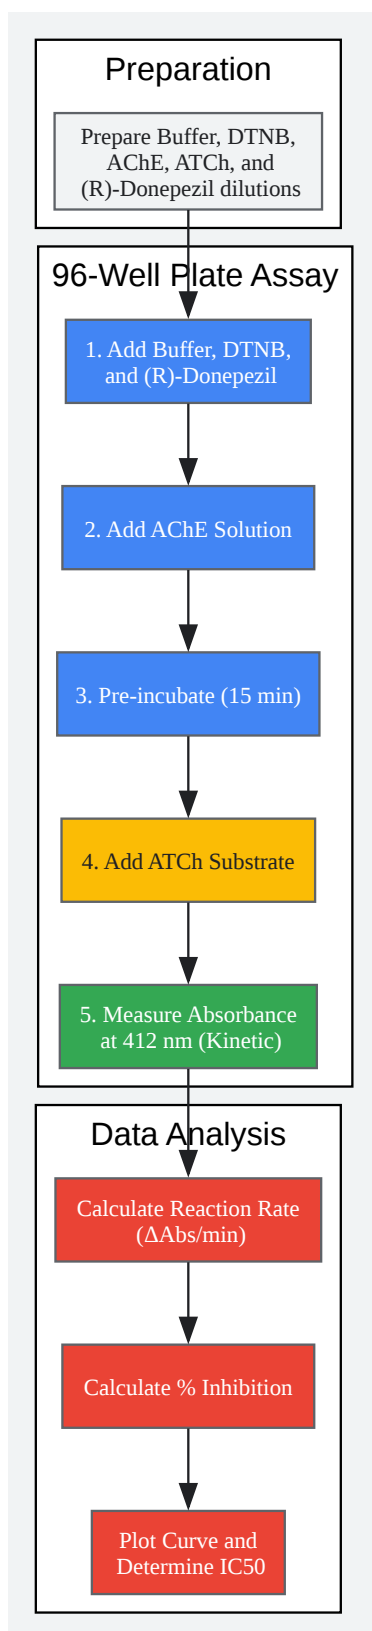 Preparation
Prepare Buffer, DTNB,
AChE, ATCh, and
(R)-Donepezil dilutions
96-Well Plate Assay
1. Add Buffer, DTNB,
and (R)-Donepezil
2. Add AChE Solution
3. Pre-incubate (15 min)
4. Add ATCh Substrate
5. Measure Absorbance
at 412 nm (Kinetic)
Data Analysis
Calculate Reaction Rate
(ΔAbs/min)
Calculate % Inhibition
Plot Curve and
Determine IC50